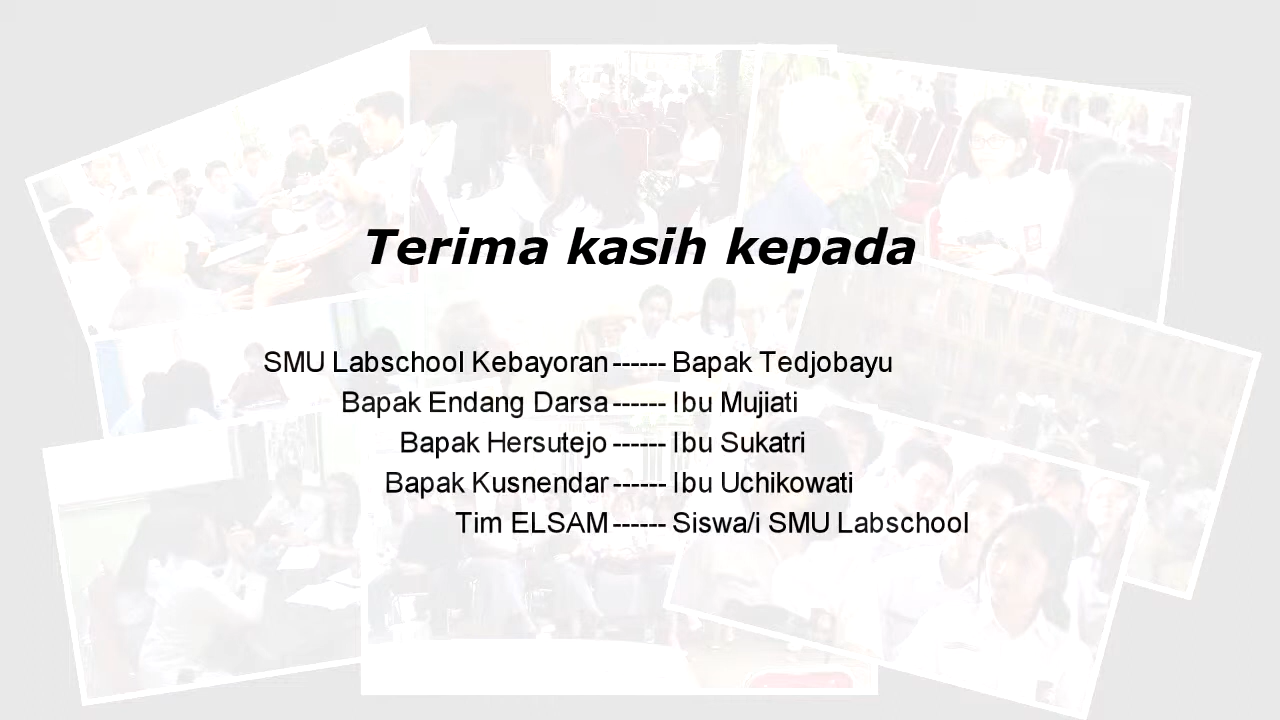 Terima kasih kepada
SMU Labschool Kebayoran ------ Bapak Tedjobayu
Bapak Endang Darsa ------ Ibu Mujiati
Bapak Hersutejo ------ Ibu Sukatri
Bapak Kusnendar ------ Ibu Uchikowati
Tim ELSAM ------ Siswa/i SMU Labschool